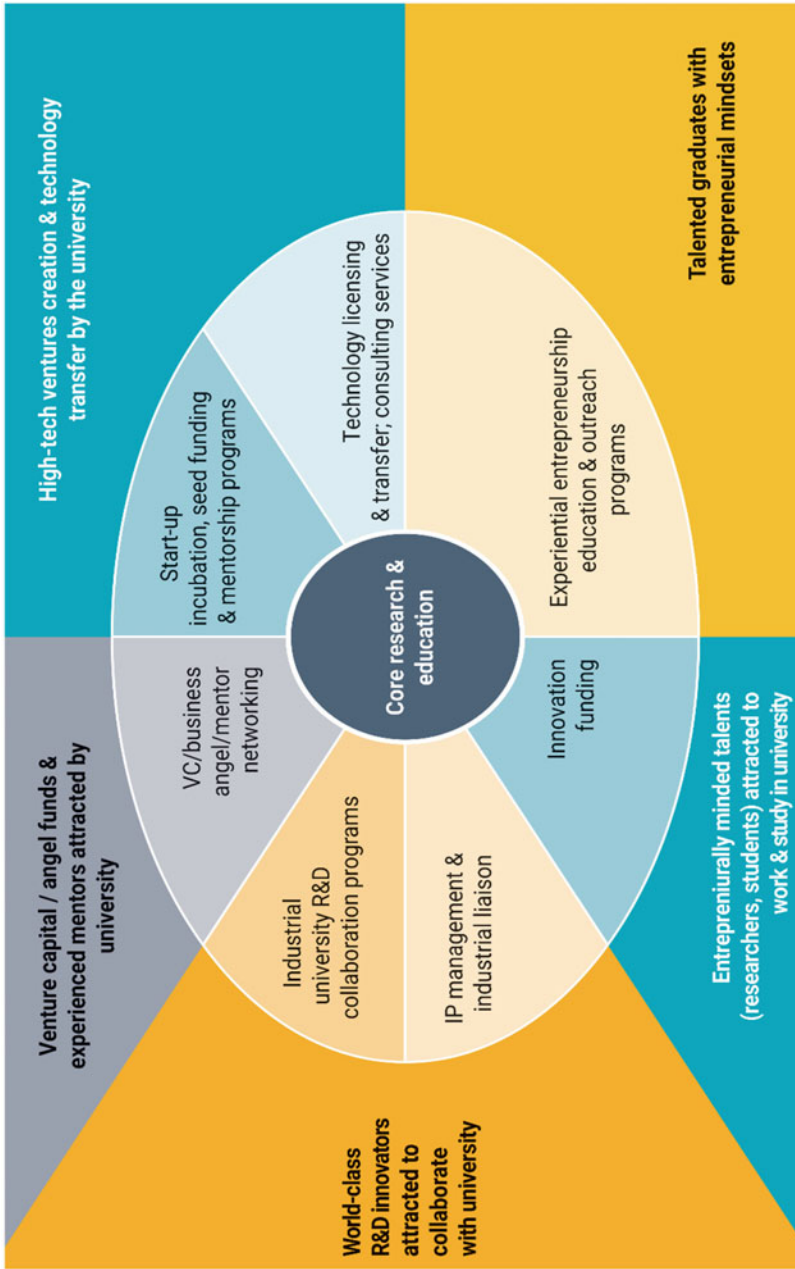 Venture capital / angel funds &
experienced mentors attracted by
university
High-tech ventures creation & technology
transfer by the university
VC/business
angel/mentor
networking
Start-up
incubation, seed funding
& mentorship programs
Industrial
university R&D
collaboration programs
Technology licensing
& transfer; consulting services
World-class
R&D innovators
attracted to
collaborate
with university
Core research &
education
IP management &
industrial liaison
Innovation
funding
Experiential entrepreneurship
education & outreach
programs
Entrepreniurally minded talents
(researchers, students) attracted to
work & study in university
Talented graduates with
entrepreneurial mindsets